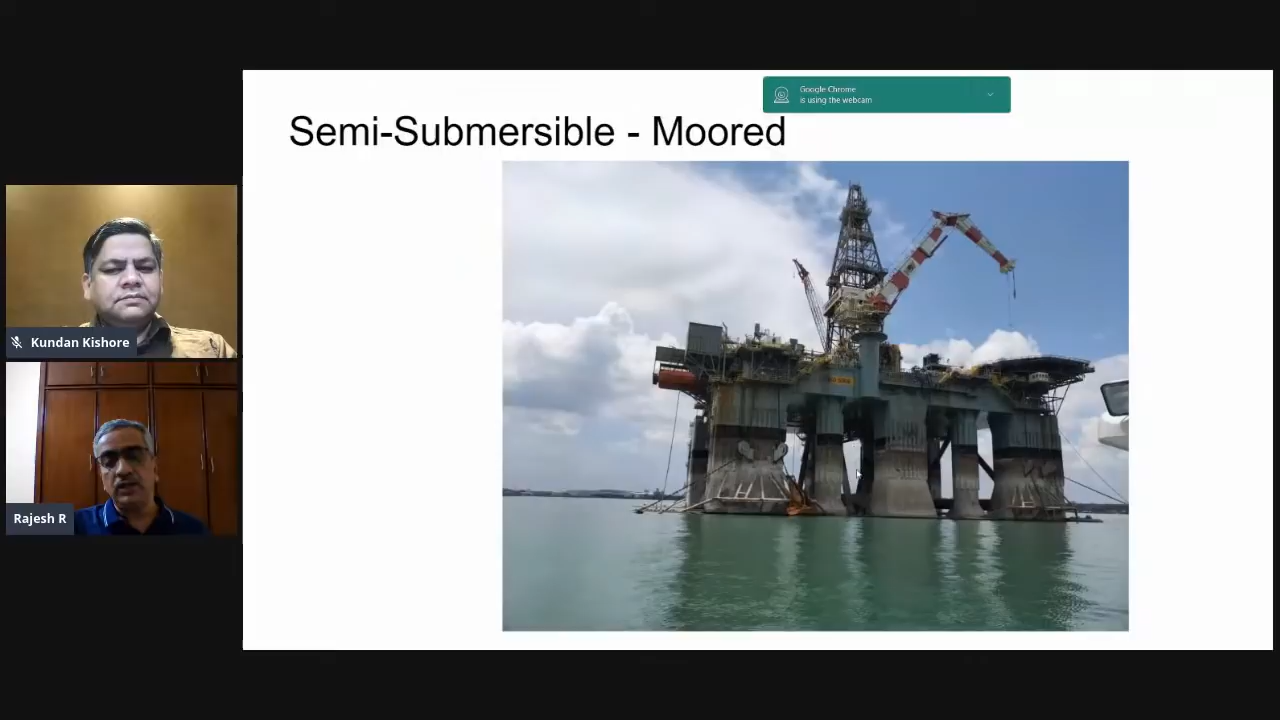 Google Chrome
is using the webcam
Semi-Submersible - Moored
Kundan Kishore
Rajesh R